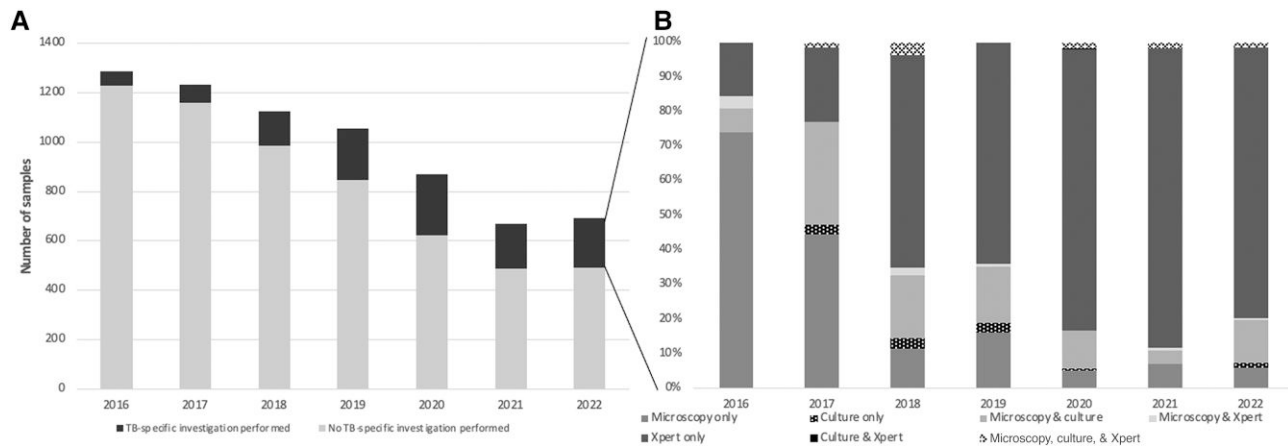 A
1400
1200
1000
800
600
400
200
0
Number of samples
2016 2017 2018 2019 2020 2021 2022
TB-specific investigation performed No TB-specific investigation performed
B
100%
90%
80%
70%
60%
50%
40%
30%
20%
10%
0%
2016 2017 2018 2019 2020 2021 2022
Microscopy only Culture only Microscopy & culture Microscopy & Xpert
Xpert only Culture & Xpert Microscopy, culture, & Xpert